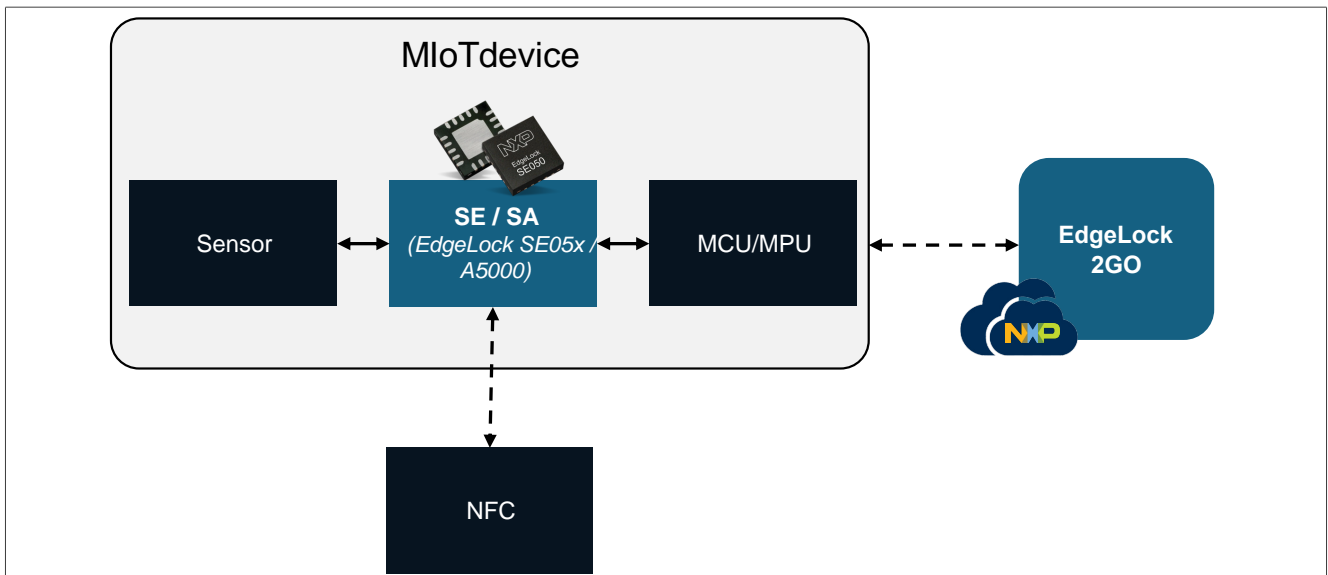 MIoTdevice
NXP
EdgeLock
SE050
Sensor
SE / SA
(EdgeLock SE05x /
A5000)
MCU/MPU
EdgeLock
2GO
NXP
NFC